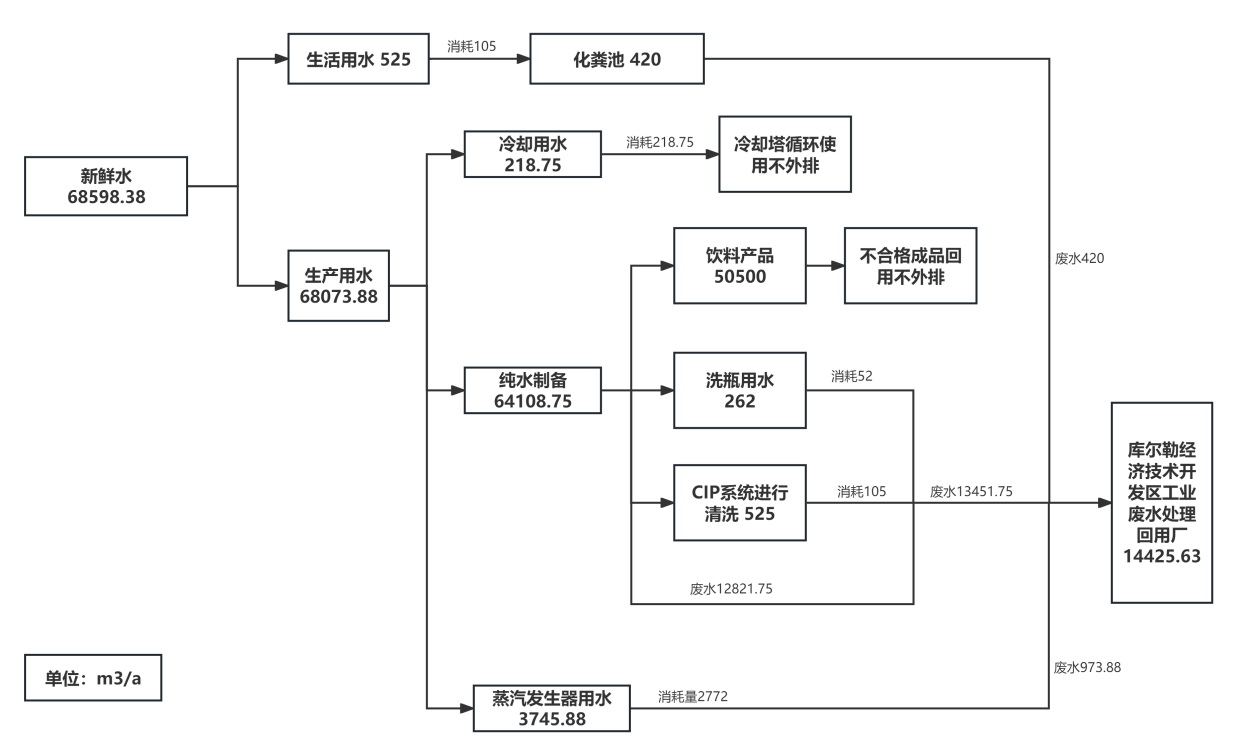 生活用水 525
消耗105
化粪池 420
新鲜水
68598.38
冷却用水
218.75
消耗218.75
冷却塔循环使
用不外排
生产用水
68073.88
饮料产品
50500
不合格成品回
用不外排
废水420
纯水制备
64108.75
洗瓶用水
262
消耗52
CIP系统进行
清洗 525
消耗105
废水13451.75
库尔勒经
济技术开
发区工业
废水处理
回用厂
14425.63
废水12821.75
单位：m3/a
蒸汽发生器用水
3745.88
消耗量2772
废水973.88